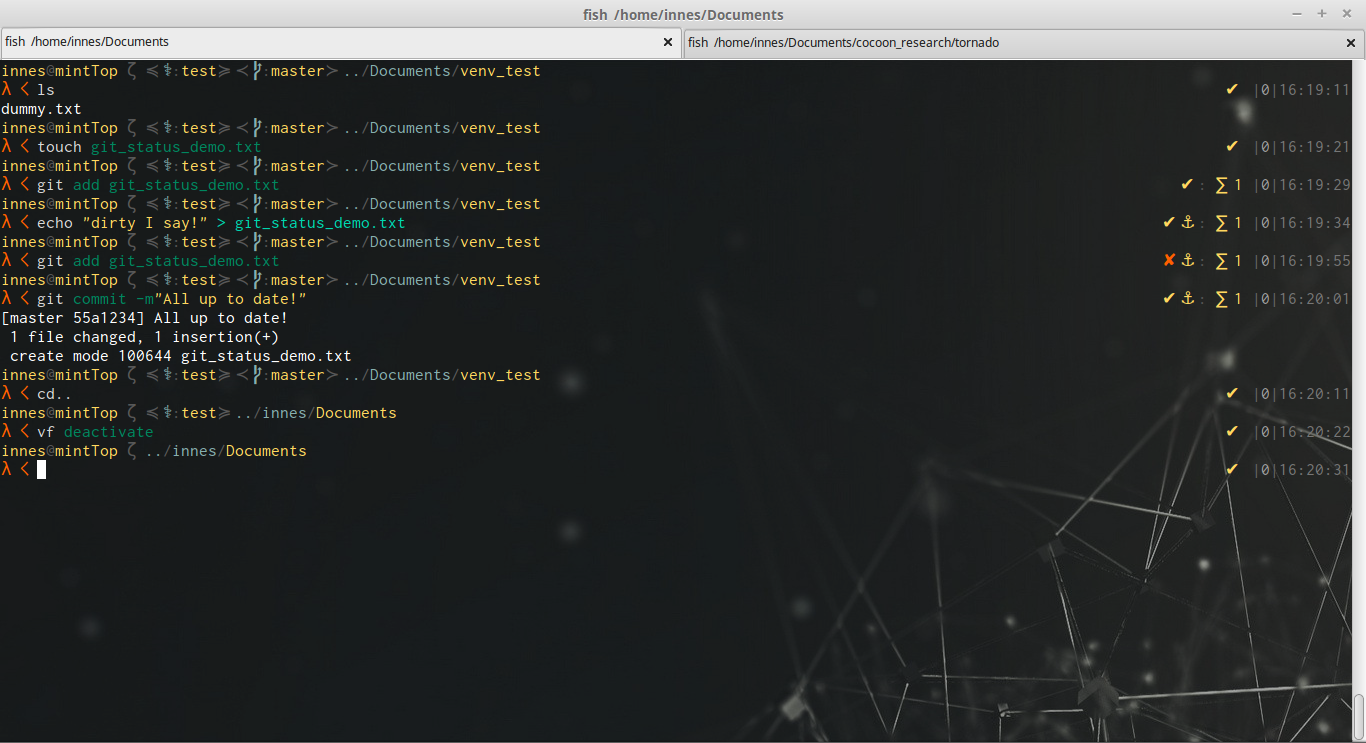 fish /home/innes/Documents
fish /home/innes/Documents
fish /home/innes/Documents/cocoon_research/tornado
innes@mintTop ζ ⋞⚕:test⋟ ≺:master≻ ../Documents/venv_test
λ < ls ✔ |0|16:19:11
dummy.txt
innes@mintTop ζ ⋞⚕:test⋟ ≺:master≻ ../Documents/venv_test
λ < touch git_status_demo.txt ✔ |0|16:19:21
innes@mintTop ζ ⋞⚕:test⋟ ≺:master≻ ../Documents/venv_test
λ < git add git_status_demo.txt ✔ : ∑ 1 |0|16:19:29
innes@mintTop ζ ⋞⚕:test⋟ ≺:master≻ ../Documents/venv_test
λ < echo "dirty I say!" > git_status_demo.txt ✔ ⚓ : ∑ 1 |0|16:19:34
innes@mintTop ζ ⋞⚕:test⋟ ≺:master≻ ../Documents/venv_test
λ < git add git_status_demo.txt ✘ ⚓ : ∑ 1 |0|16:19:55
innes@mintTop ζ ⋞⚕:test⋟ ≺:master≻ ../Documents/venv_test
λ < git commit -m"All up to date!" ✔ ⚓ : ∑ 1 |0|16:20:01
[master 55a1234] All up to date!
1 file changed, 1 insertion(+)
create mode 100644 git_status_demo.txt
innes@mintTop ζ ⋞⚕:test⋟ ≺:master≻ ../Documents/venv_test
λ < cd.. ✔ |0|16:20:11
innes@mintTop ζ ⋞⚕:test⋟ ../innes/Documents
λ < vf deactivate ✔ |0|16:20:22
innes@mintTop ζ ../innes/Documents
λ < ✔ |0|16:20:31